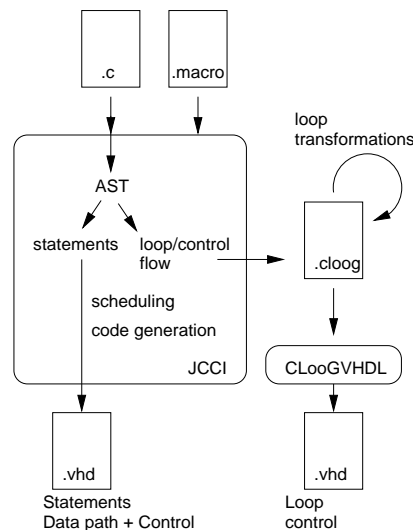 .c
.macro
loop
transformations
AST
statements
loop/control
flow
.cloog
scheduling
code generation
JCCI
CLooGVHDL
.vhd
.vhd
Statements
Data path + Control
Loop
control